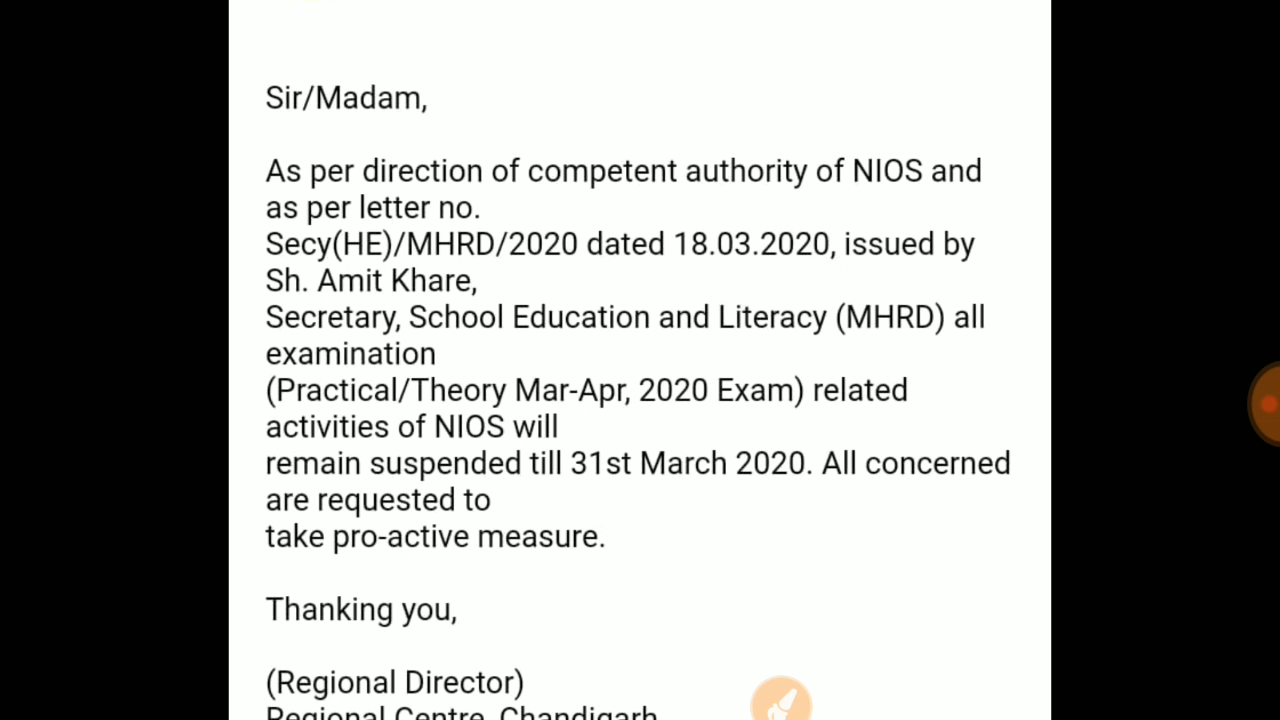 Sir/Madam,
As per direction of competent authority of NIOS and
as per letter no.
Secy(HE)/MHRD/2020 dated 18.03.2020, issued by
Sh. Amit Khare,
Secretary, School Education and Literacy (MHRD) all
examination
(Practical/Theory Mar-Apr, 2020 Exam) related
activities of NIOS will
remain suspended till 31st March 2020. All concerned
are requested to
take pro-active measure.
Thanking you,
(Regional Director)
Regional Centre, Chandigarh